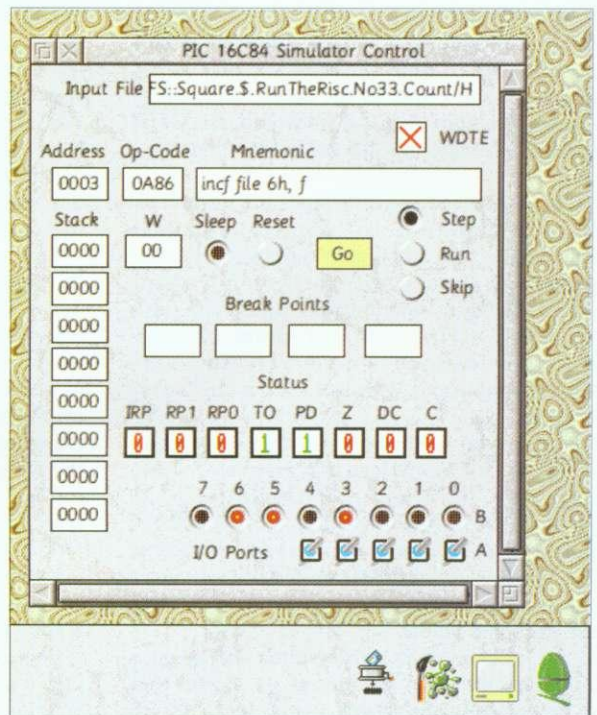 PIC 16C84 Simulator Control
Input File FS::Square.$.RunTheRisc.No33.Count/H
WDTE
Address Op-Code Mnemonic
0003 0A86 incf file 6h, f
Stack W Sleep Reset Step
0000 00 Go Run
0000 Skip
Break Points
0000
0000
Status
0000
IRP RP1 RP0 TO PD Z DC C
0000 0 0 0 1 1 0 0 0
0000
7 6 5 4 3 2 1 0
0000 B
I/O Ports A